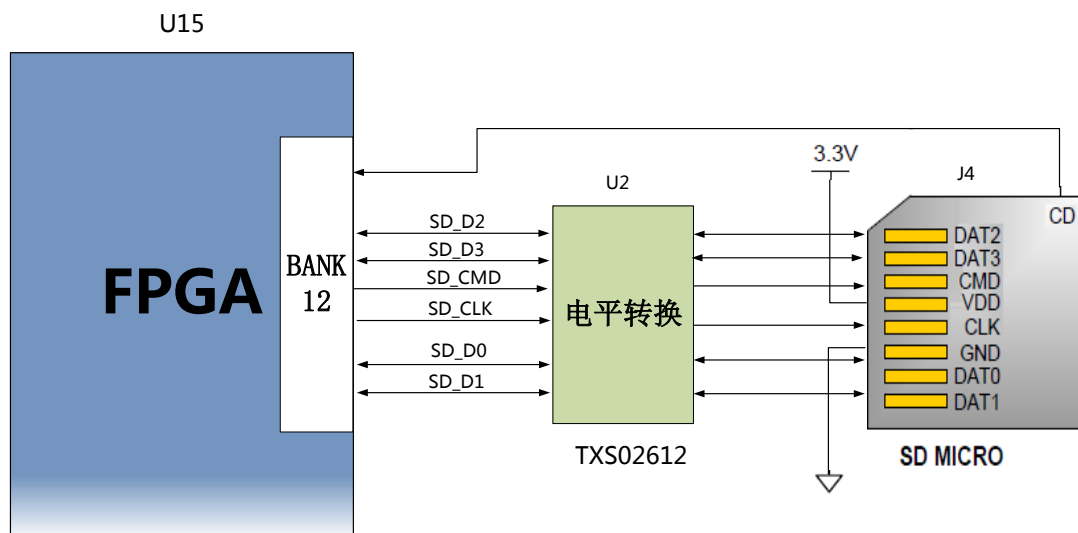 U15
FPGA
BANK
12
SD_D2
SD_D3
SD_CMD
SD_CLK
SD_D0
SD_D1
U2
电平转换
TXS02612
3.3V
J4
CD
DAT2
DAT3
CMD
VDD
CLK
GND
DAT0
DAT1
SD MICRO